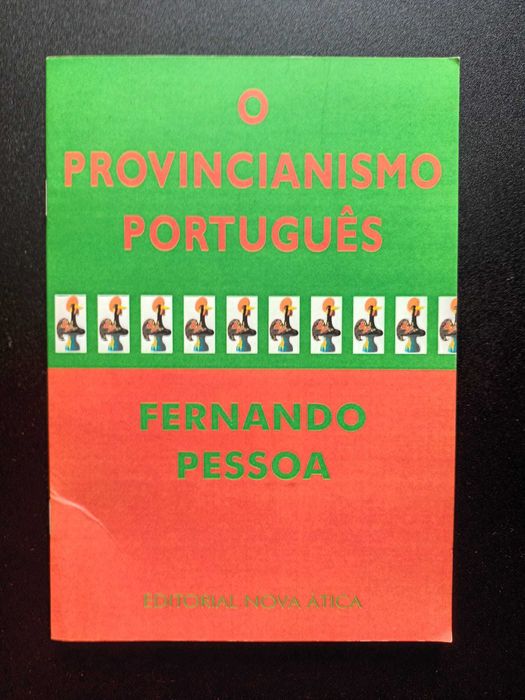 O
PROVINCIANISMO
PORTUGUÊS
FERNANDO
PESSOA
EDITORIAL NOVA ÁTICA